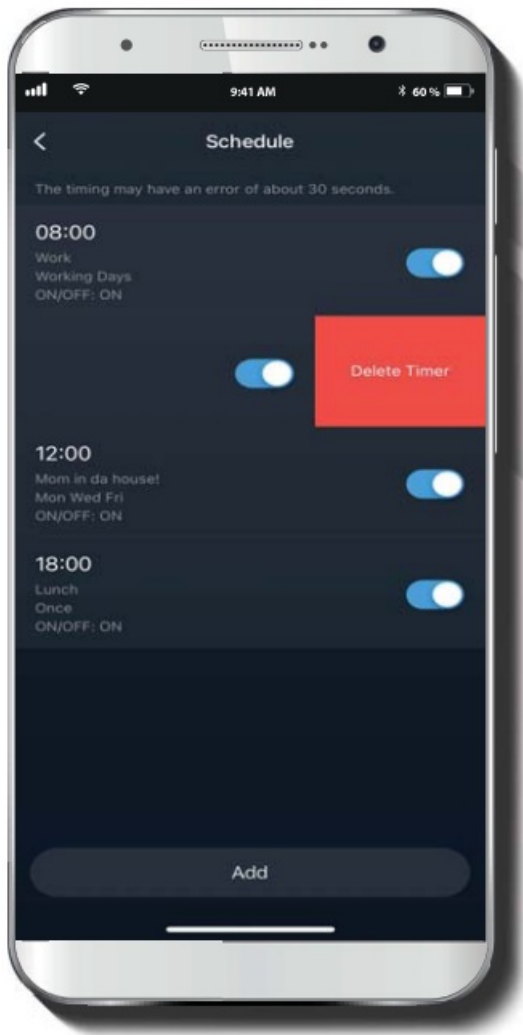 9:41 AM
60 %
Schedule
The timing may have an error of about 30 seconds.
08:00
Work
Working Days
ON/OFF: ON
Delete Timer
12:00
Mom in da house!
Mon Wed Fri
ON/OFF: ON
18:00
Lunch
Once
ON/OFF: ON
Add